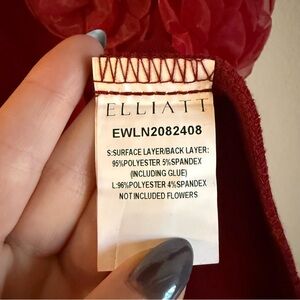 ELLIATT
EWLN2082408
S:SURFACE LAYER/BACK LAYER:
95%POLYESTER 5%SPANDEX
(INCLUDING GLUE)
L:96%POLYESTER 4%SPANDEX
NOT INCLUDED FLOWERS